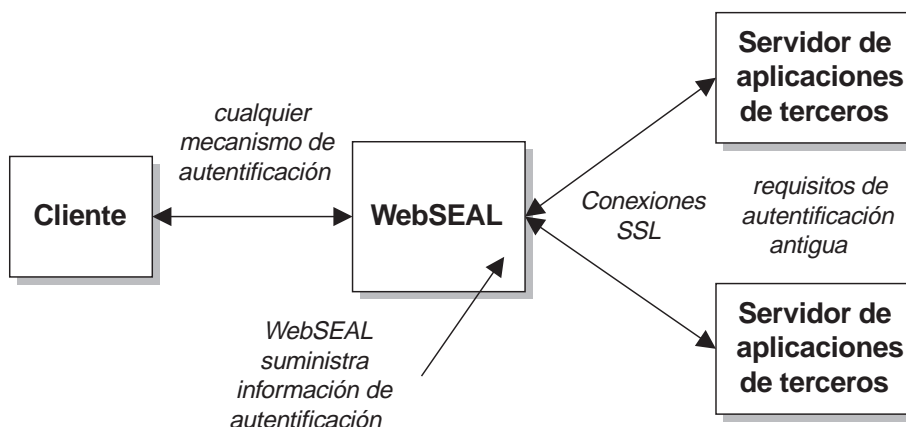 Servidor de
aplicaciones
de terceros
cualquier
mecanismo de
autentificación
Cliente
WebSEAL
Conexiones
SSL
requisitos de
autentificación
antigua
WebSEAL
suministra
información de
autentificación
Servidor de
aplicaciones
de terceros